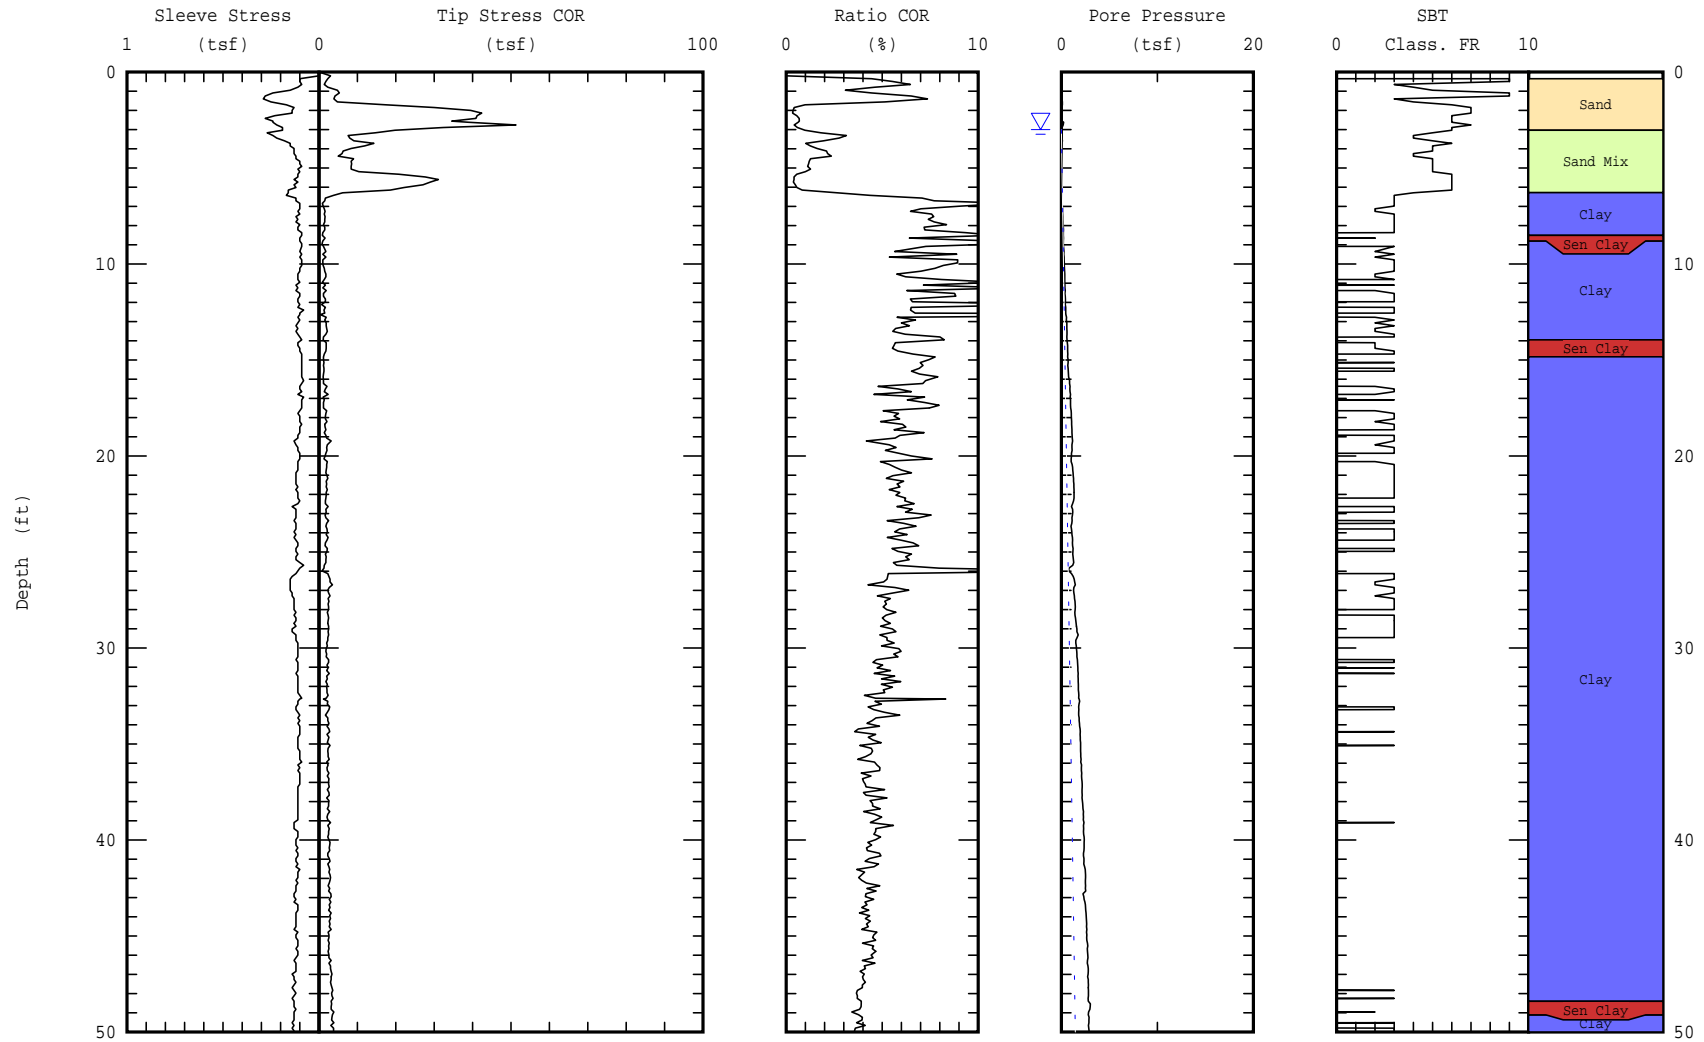 Sleeve Stress Tip Stress COR Ratio COR Pore Pressure SBT
1 (tsf) 0 (tsf) 100 0 (%) 10 0 (tsf) 20 0 Class. FR 10
0 0
Sand
Sand Mix
Clay
Sen Clay
10 10
Clay
Sen Clay
20 20
Depth (ft)
30 30
Clay
40 40
Sen Clay
Clay
50 50